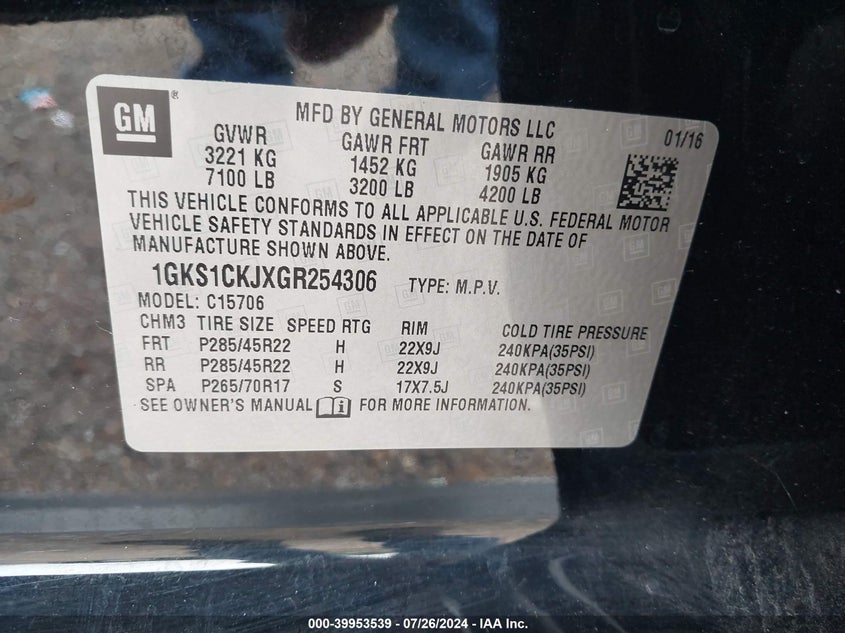 GM ®
MFD BY GENERAL MOTORS LLC 01/16
GVWR GAWR FRT GAWR RR
3221 KG 1452 KG 1905 KG
7100 LB 3200 LB 4200 LB
THIS VEHICLE CONFORMS TO ALL APPLICABLE U.S. FEDERAL MOTOR
VEHICLE SAFETY STANDARDS IN EFFECT ON THE DATE OF
MANUFACTURE SHOWN ABOVE.
1GKS1CKJXGR254306 TYPE: M.P.V.
MODEL: C15706
CHM3 TIRE SIZE SPEED RTG RIM COLD TIRE PRESSURE
FRT P285/45R22 H 22X9J 240KPA(35PSI)
RR P285/45R22 H 22X9J 240KPA(35PSI)
SPA P265/70R17 S 17X7.5J 240KPA(35PSI)
SEE OWNER'S MANUAL FOR MORE INFORMATION.
000-39953539 - 07/26/2024 - IAA Inc.